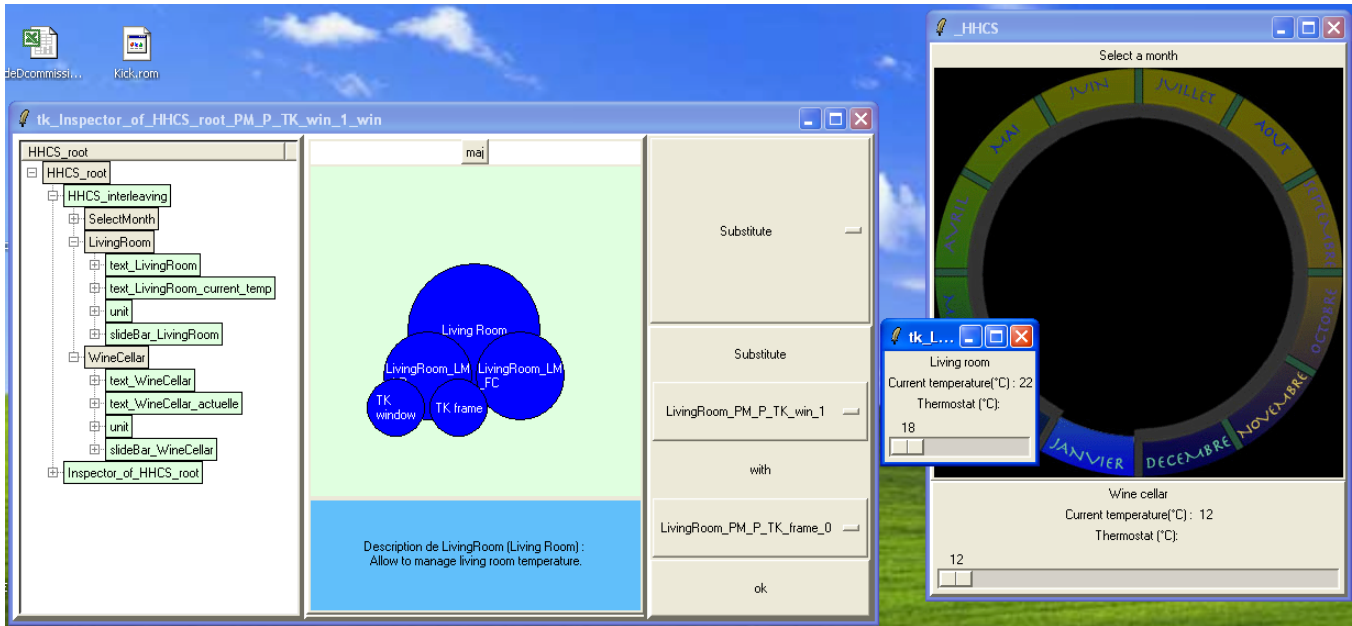 deDcommissi...
Kick.rom
tk_Inspector_of_HHCS_root_PM_P_TK_win_1_win
HHCS_root
HHCS_root
HHCS_interleaving
SelectMonth
LivingRoom
text_LivingRoom
text_LivingRoom_current_temp
unit
slideBar_LivingRoom
WineCellar
text_WineCellar
text_WineCellar_actuelle
unit
slideBar_WineCellar
Inspector_of_HHCS_root
maj
Living Room
LivingRoom_LM
LivingRoom_LM
_FC
TK
window
TK frame
Description de LivingRoom (Living Room) :
Allow to manage living room temperature.
Substitute
Substitute
LivingRoom_PM_P_TK_win_1
with
LivingRoom_PM_P_TK_frame_0
ok
tk_L...
Living room
Current temperature(°C) : 22
Thermostat (°C):
18
_HHCS
Select a month
AVRIL
MAI
JUIN
JUILLET
AOUT
SEPTEMBRE
OCTOBRE
NOVEMBRE
DECEMBRE
JANVIER
Wine cellar
Current temperature(°C) : 12
Thermostat (°C):
12